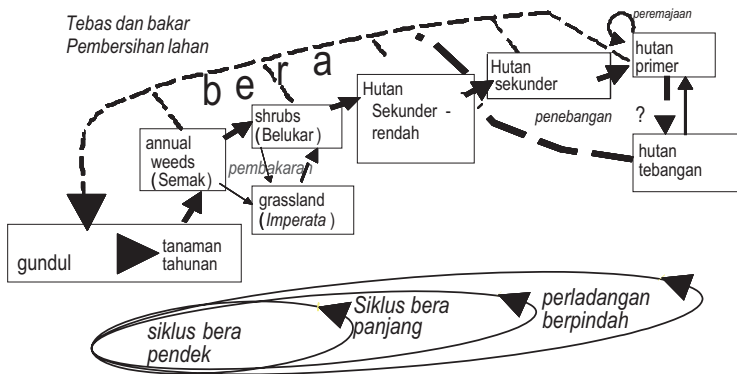 Tebas dan bakar
Pembersihan lahan
peremajaan
hutan
primer
b e r a
Hutan
sekunder
Hutan
Sekunder -
rendah
shrubs
(Belukar)
penebangan
?
annual
weeds
(Semak)
pembakaran
hutan
tebangan
grassland
(Imperata)
gundul
tanaman
tahunan
siklus bera
pendek
Siklus bera
panjang
perladangan
berpindah